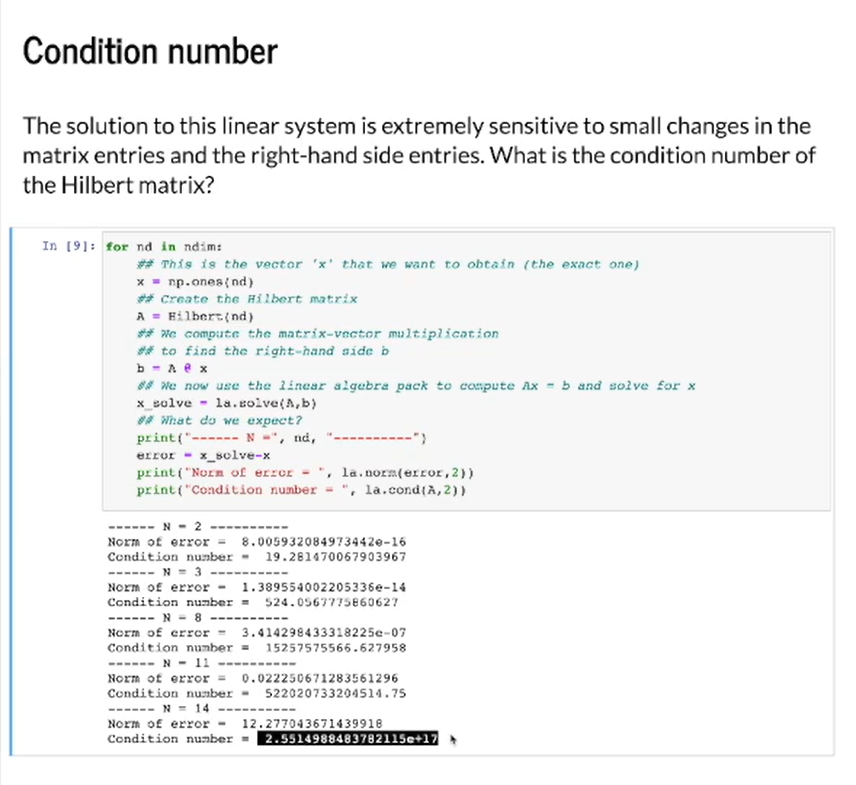 Condition number
The solution to this linear system is extremely sensitive to small changes in the
matrix entries and the right-hand side entries. What is the condition number of
the Hilbert matrix?
In [9]: for nd in ndim:
## This is the vector 'x' that we want to obtain (the exact one)
x = np.ones(nd)
## Create the Hilbert matrix
A = Hilbert(nd)
## We compute the matrix-vector multiplication
## to find the right-hand side b
b = A @ x
## We now use the linear algebra pack to compute Ax = b and solve for x
x_solve = la.solve(A,b)
## What do we expect?
print("------ N =", nd, "----------")
error = x_solve-x
print("Norm of error = ", la.norm(error,2))
print("Condition number = ", la.cond(A,2))
------ N = 2 ----------
Norm of error =  8.005932084973442e-16
Condition number =  19.281470067903967
------ N = 3 ----------
Norm of error =  1.389554002205336e-14
Condition number =  524.0567775860627
------ N = 8 ----------
Norm of error =  3.414298433318225e-07
Condition number =  15257575566.627958
------ N = 11 ----------
Norm of error =  0.022250671283561296
Condition number =  522020733204514.75
------ N = 14 ----------
Norm of error =  12.277043671439918
Condition number =  2.5514988483782115e+17